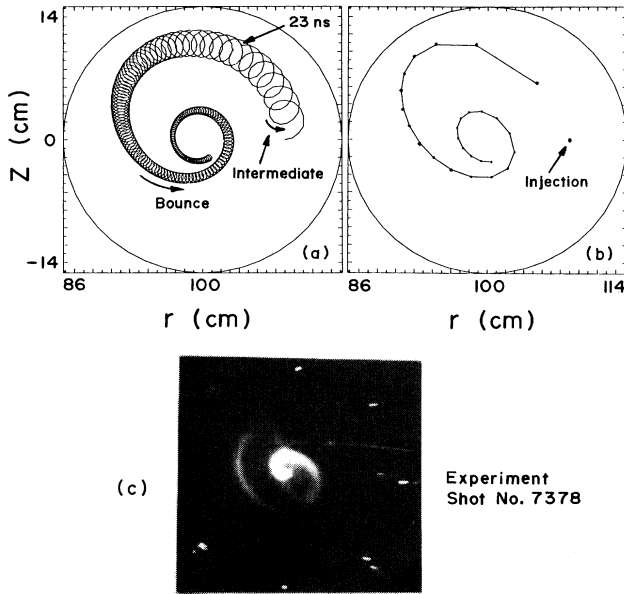 14
Z (cm)
0
-14
23 ns
Intermediate
Bounce
(a)
86
100
r (cm)
Injection
(b)
86
100
114
r (cm)
(c)
Experiment
Shot No. 7378